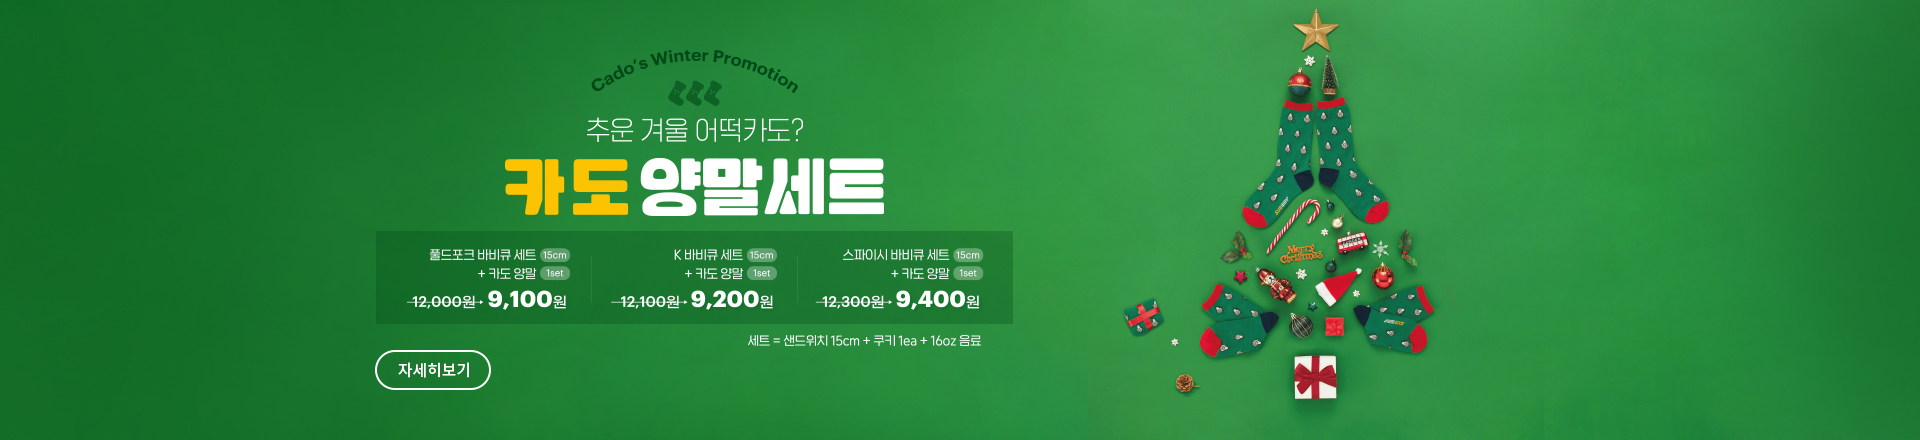 Cado's Winter Promotion
추운 겨울 어떡카도?
카도 양말세트
풀드포크 바비큐 세트 15cm
+ 카도 양말 1set
12,000원 → 9,100원
K 바비큐 세트 15cm
+ 카도 양말 1set
12,100원 → 9,200원
스파이시 바비큐 세트 15cm
+ 카도 양말 1set
12,300원 → 9,400원
세트 = 샌드위치 15cm + 쿠키 1ea + 16oz 음료
자세히보기
SUBWAY
Merry
Christmas
SUBWAY